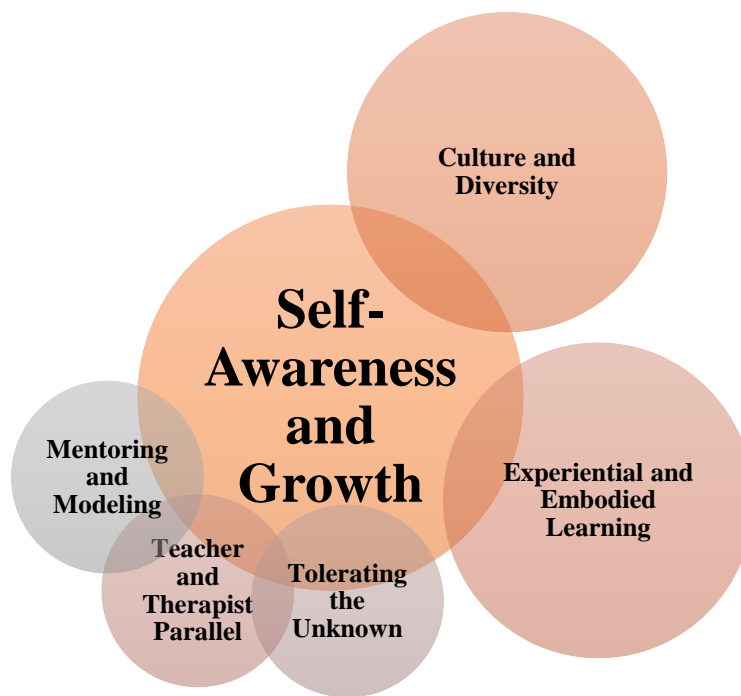 Culture and
Diversity
Self-
Awareness
and
Growth
Mentoring
and
Modeling
Experiential and
Embodied
Learning
Teacher
and
Therapist
Parallel
Tolerating
the
Unknown